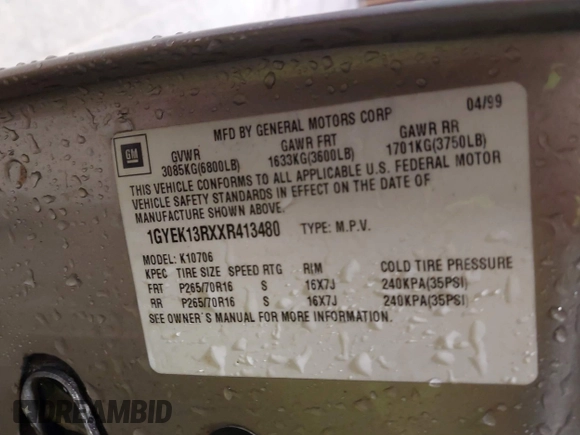 MFD BY GENERAL MOTORS CORP 04/99
GM
GVWR GAWR FRT GAWR RR
3085KG(6800LB) 1633KG(3600LB) 1701KG(3750LB)
THIS VEHICLE CONFORMS TO ALL APPLICABLE U.S. FEDERAL MOTOR
VEHICLE SAFETY STANDARDS IN EFFECT ON THE DATE OF
MANUFACTURE SHOWN ABOVE.
1GYEK13RXXR413480 TYPE: M.P.V.
MODEL: K10706
KPEC TIRE SIZE SPEED RTG RIM COLD TIRE PRESSURE
FRT P265/70R16 S 16X7J 240KPA(35PSI)
RR P265/70R16 S 16X7J 240KPA(35PSI)
SEE OWNER'S MANUAL FOR MORE INFORMATION.
DREAMBID